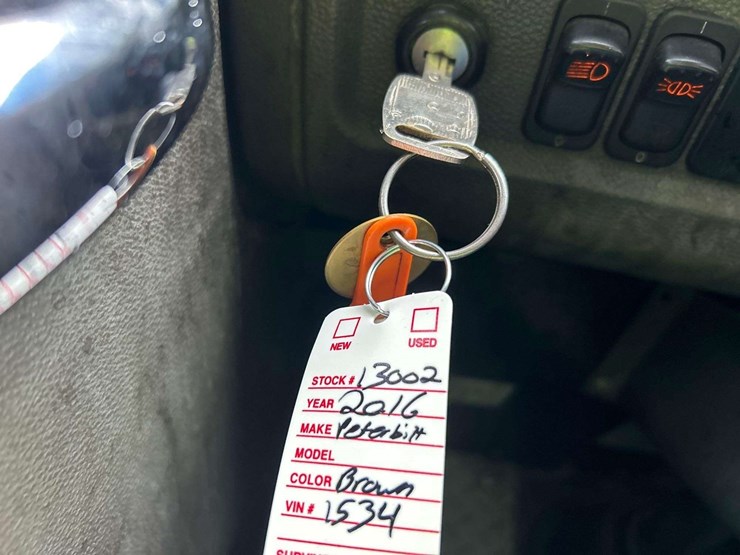 NEW USED
STOCK # 13002
YEAR 2016
MAKE Peterbilt
MODEL
COLOR Brown
VIN # 1534